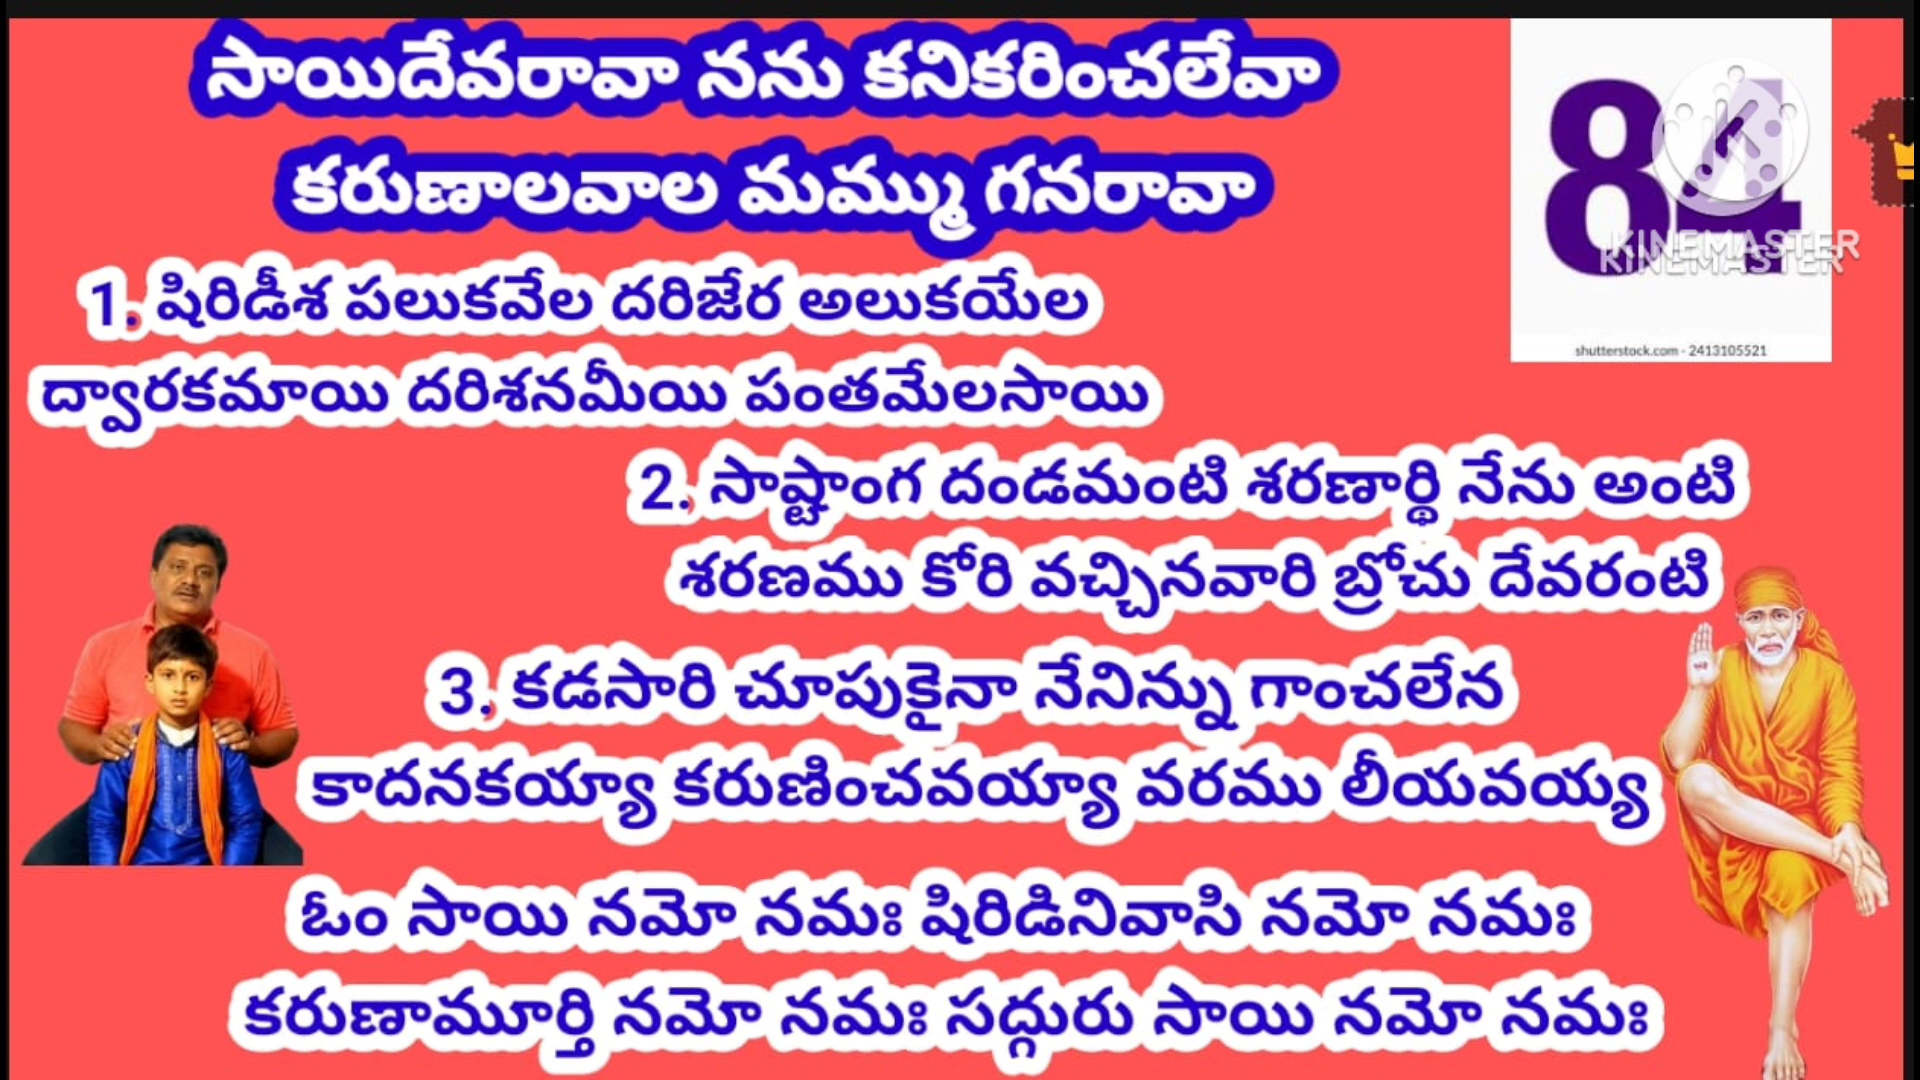 సాయిదేవరావా నను కనికరించలేవా
కరుణాలవాల మమ్ము గనరావా
84
KINEMASTER
KINEMASTER
shutterstock.com · 2413105521
1. షిరిడీశ పలుకవేల దరిజేర అలుకయేల
ద్వారకమాయి దరిశనమీయి పంతమేలసాయి
2. సాష్టాంగ దండమంటి శరణార్థి నేను అంటి
శరణము కోరి వచ్చినవారి బ్రోచు దేవరంటి
3. కడసారి చూపుకైనా నేనిన్ను గాంచలేన
కాదనకయ్యా కరుణించవయ్యా వరము లీయవయ్య
ఓం సాయి నమో నమః షిరిడినివాసి నమో నమః
కరుణామూర్తి నమో నమః సద్గురు సాయి నమో నమః